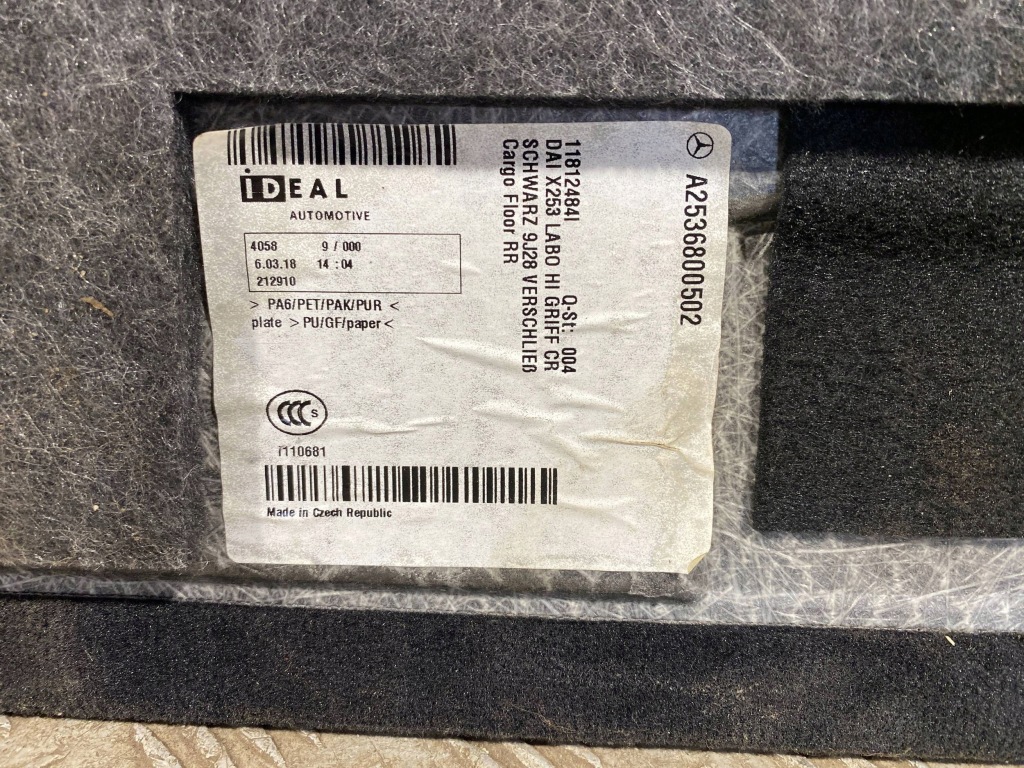 iDEAL
AUTOMOTIVE
4058 9 / 000
6.03.18 14 :04
212910
> PA6/PET/PAK/PUR <
plate > PU/GF/paper <
CCC S
i110681
Made in Czech Republic
A2536800502
11812484I Q-St: 004
DAI X253 LABO HI GRIFF CR
SCHWARZ 9J28 VERSCHLIEß
Cargo Floor RR